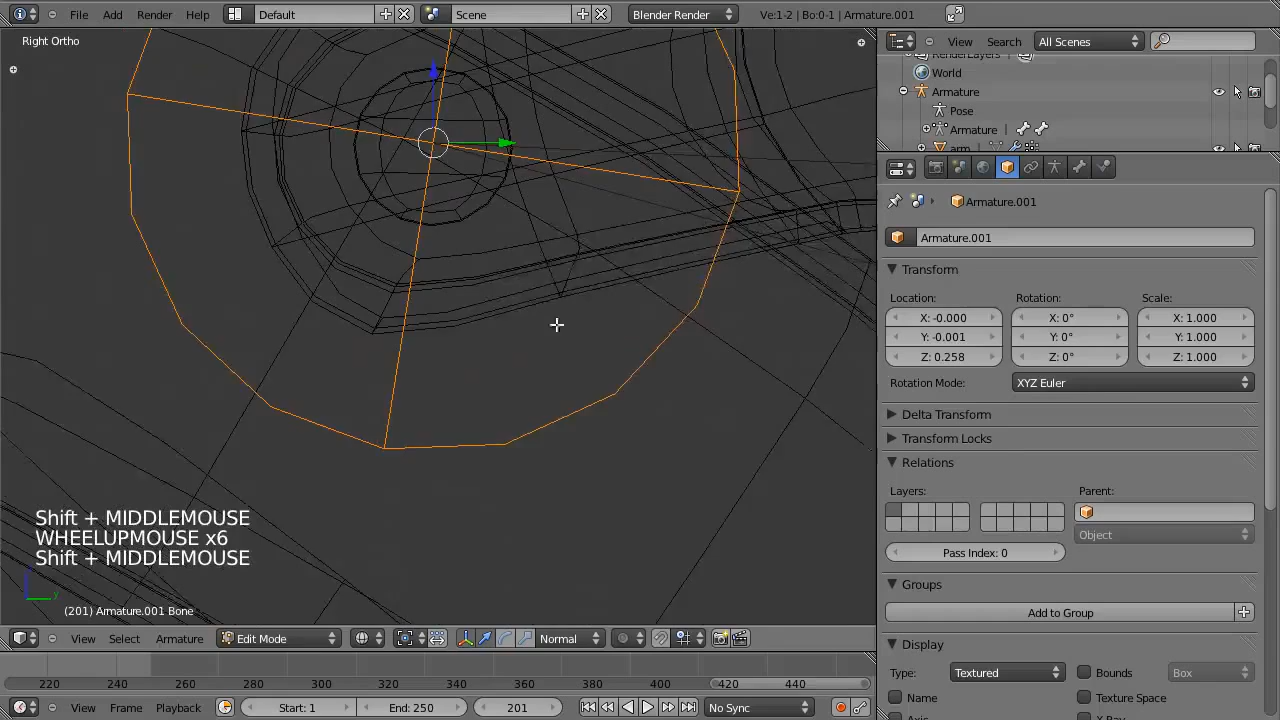 File Add Render Help Default Scene Blender Render Ve:1-2 | Bo:0-1 | Armature.001
Right Ortho
View Search All Scenes
World
Armature
Pose
Armature
Armature.001
Armature.001
Transform
Location: Rotation: Scale:
X: -0.000 X: 0° X: 1.000
Y: -0.001 Y: 0° Y: 1.000
Z: 0.258 Z: 0° Z: 1.000
Rotation Mode: XYZ Euler
Delta Transform
Transform Locks
Relations
Layers: Parent:
Object
Pass Index: 0
Groups
Add to Group
Display
Type: Textured Bounds Box
Name Texture Space
Shift + MIDDLEMOUSE
WHEELUPMOUSE x6
Shift + MIDDLEMOUSE
y
(201) Armature.001 Bone
View Select Armature Edit Mode Normal
220 240 260 280 300 320 340 360 380 400 420 440
View Frame Playback Start: 1 End: 250 201 No Sync